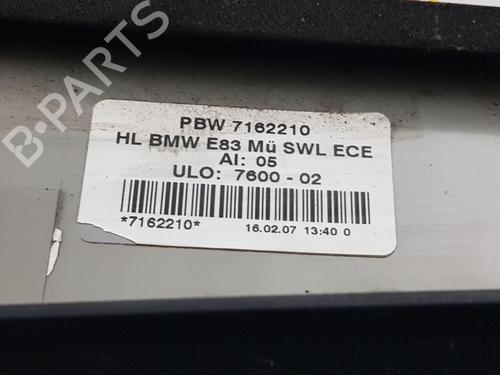 B-PARTS
PBW 7162210
HL BMW E83 Mü SWL ECE
AI: 05
ULO: 7600 - 02
*7162210*
16.02.07 13:40 0